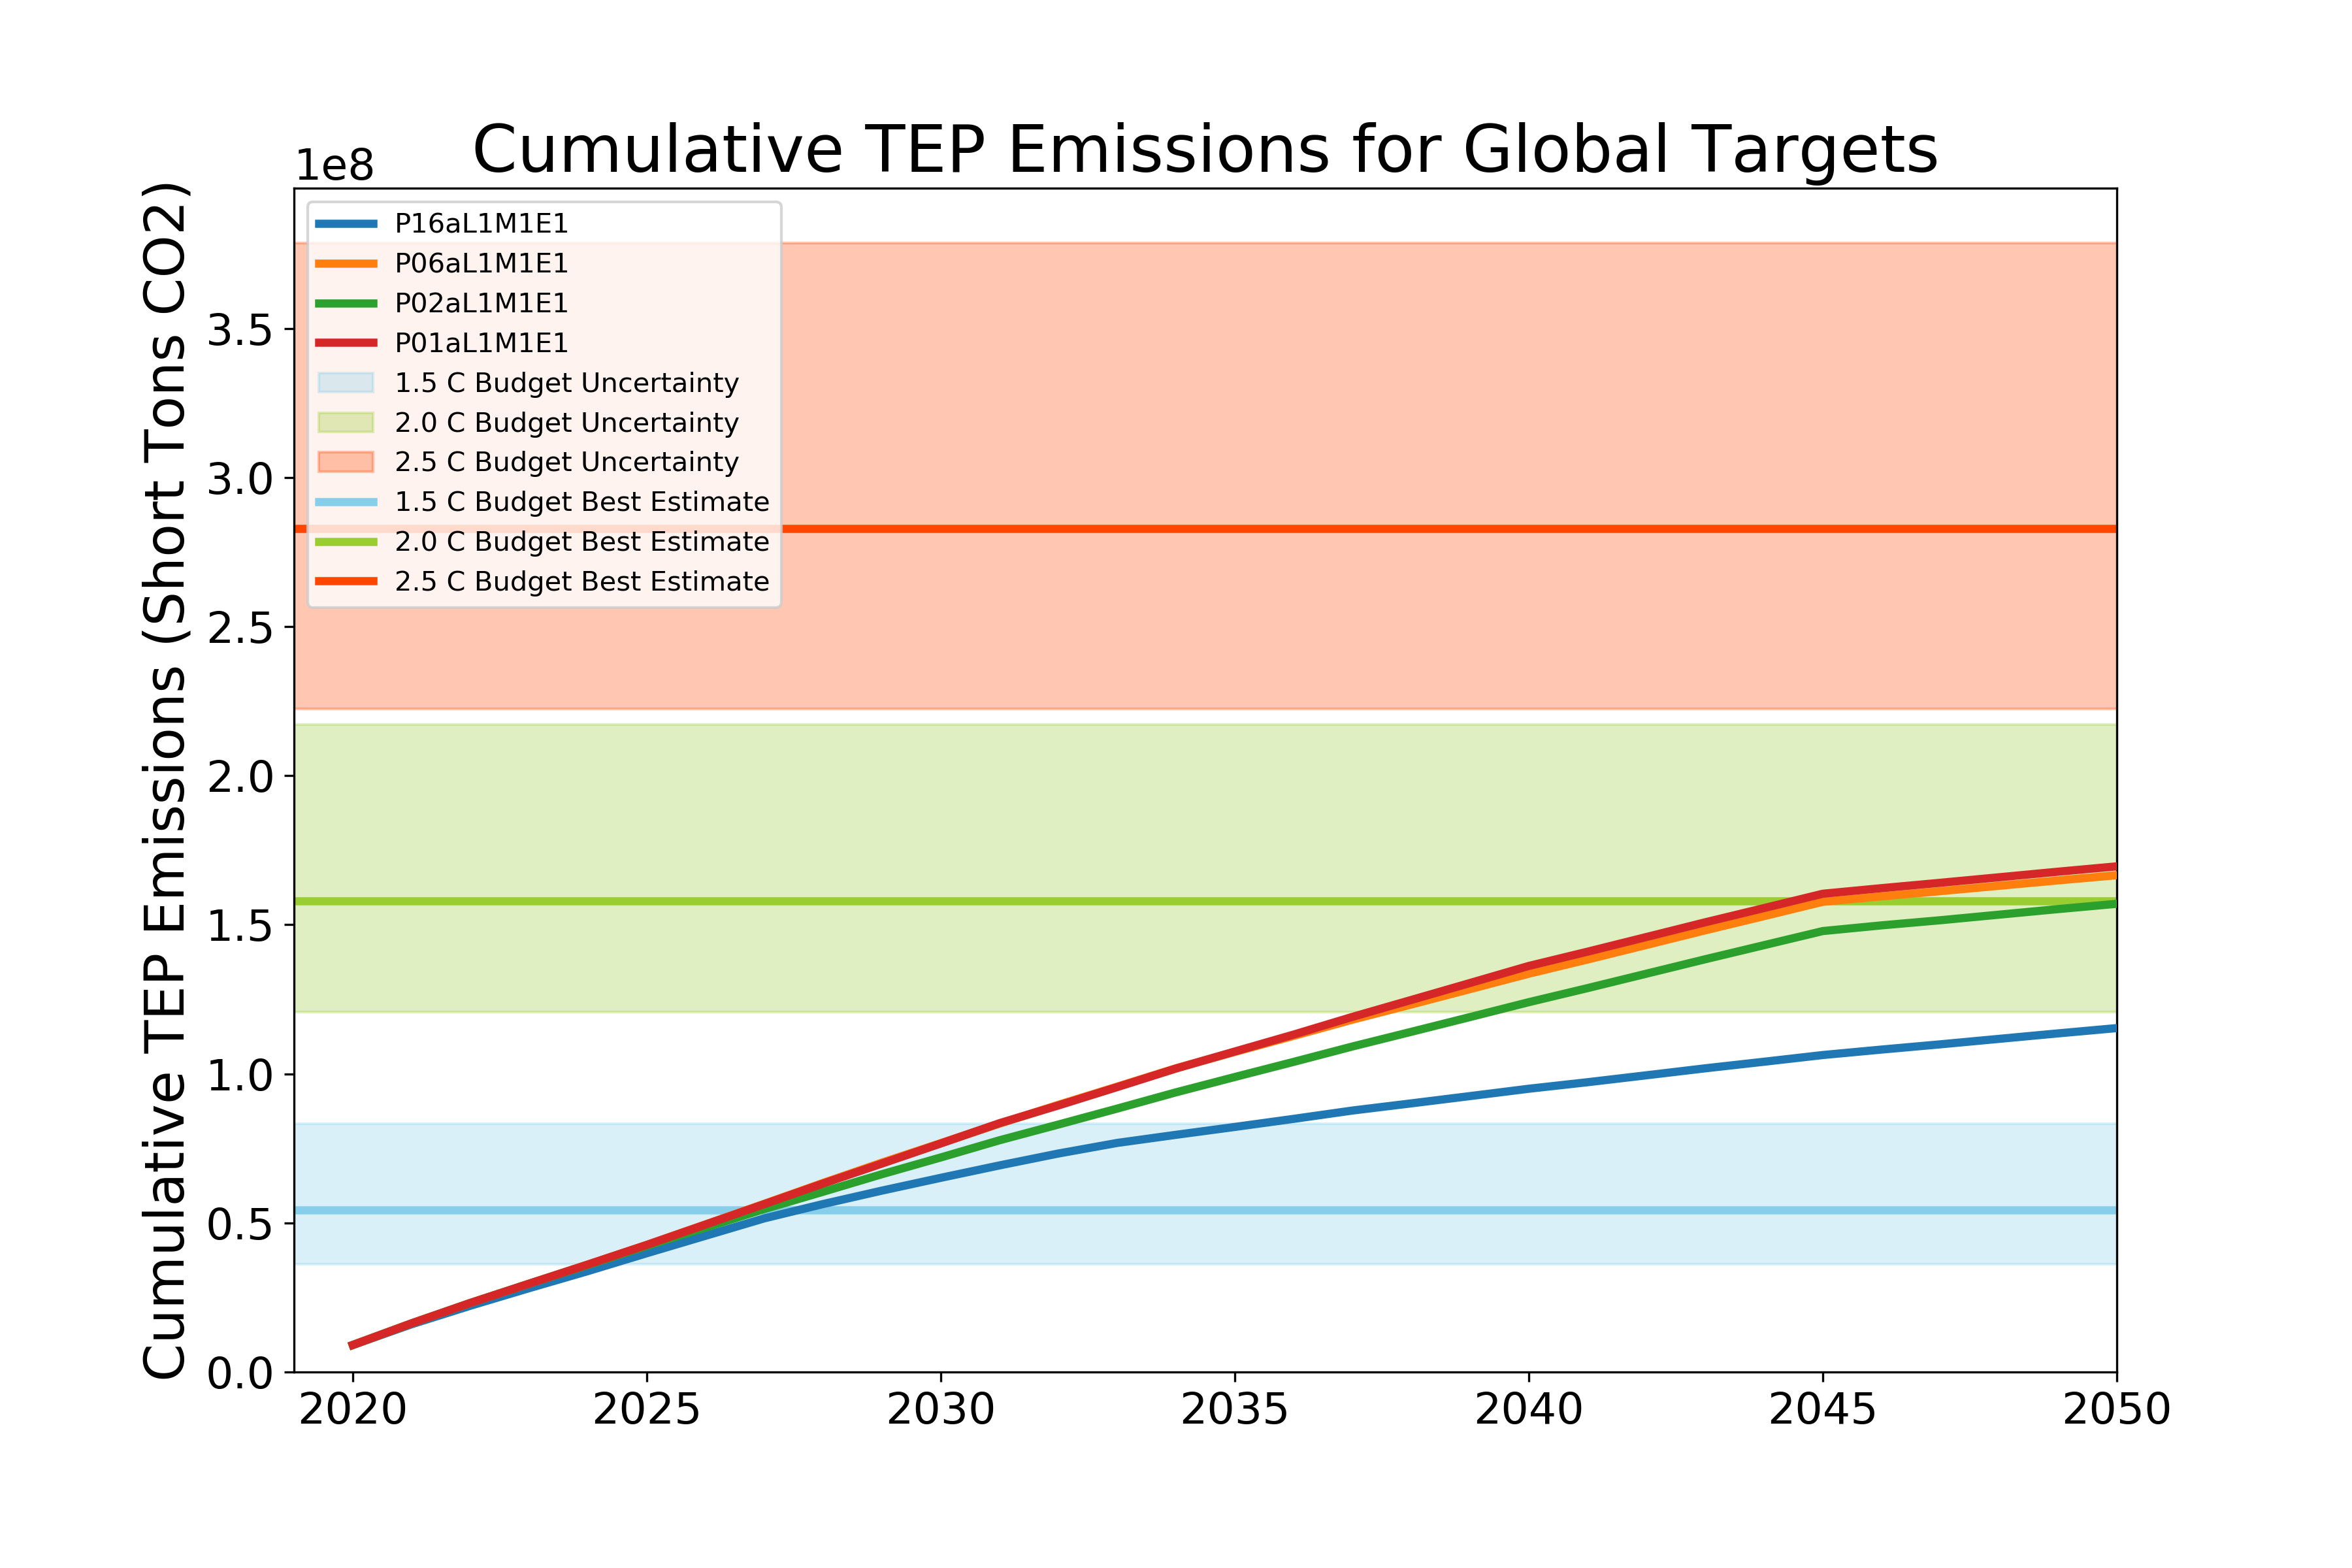 Cumulative TEP Emissions for Global Targets
1e8
Cumulative TEP Emissions (Short Tons CO2)
3.5
3.0
2.5
2.0
1.5
1.0
0.5
0.0
P16aL1M1E1
P06aL1M1E1
P02aL1M1E1
P01aL1M1E1
1.5 C Budget Uncertainty
2.0 C Budget Uncertainty
2.5 C Budget Uncertainty
1.5 C Budget Best Estimate
2.0 C Budget Best Estimate
2.5 C Budget Best Estimate
2020 2025 2030 2035 2040 2045 2050